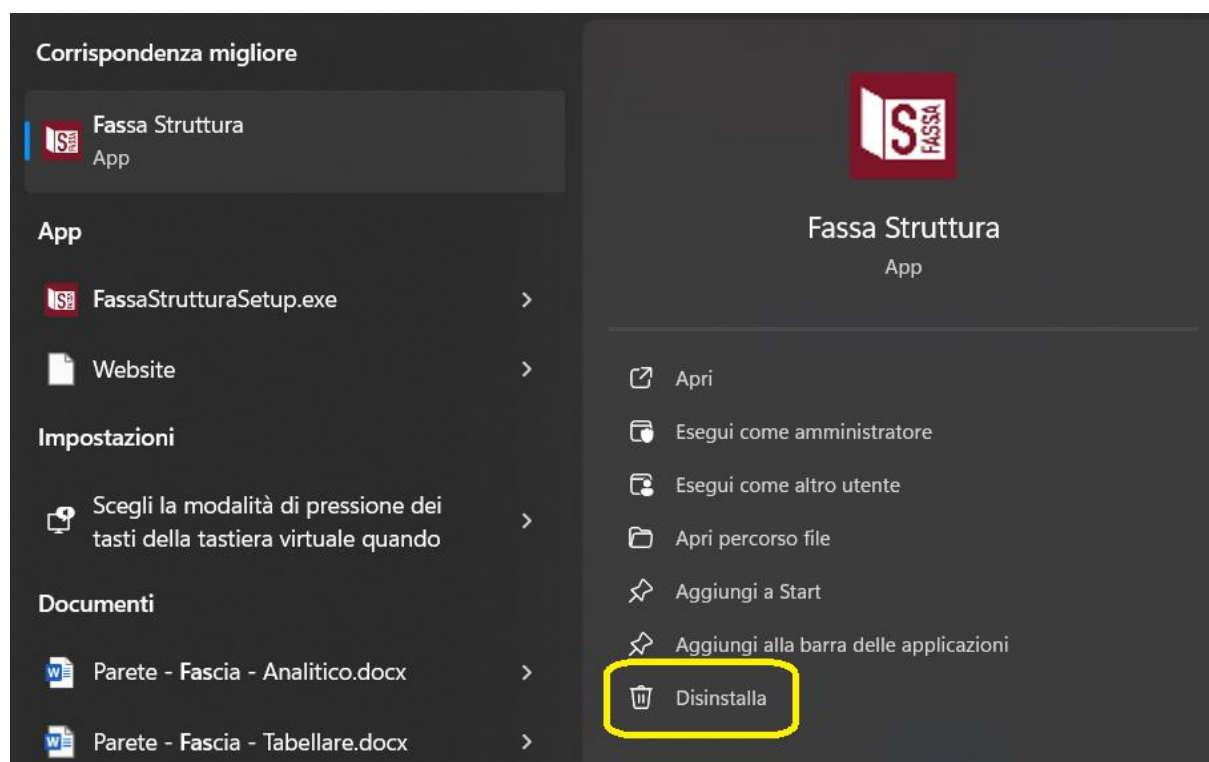 Corrispondenza migliore
Fassa Struttura
App
App
FassaStrutturaSetup.exe
Website
Impostazioni
Scegli la modalità di pressione dei
tasti della tastiera virtuale quando
Documenti
Parete - Fascia - Analitico.docx
Parete - Fascia - Tabellare.docx
S FASSA
Fassa Struttura
App
Apri
Esegui come amministratore
Esegui come altro utente
Apri percorso file
Aggiungi a Start
Aggiungi alla barra delle applicazioni
Disinstalla